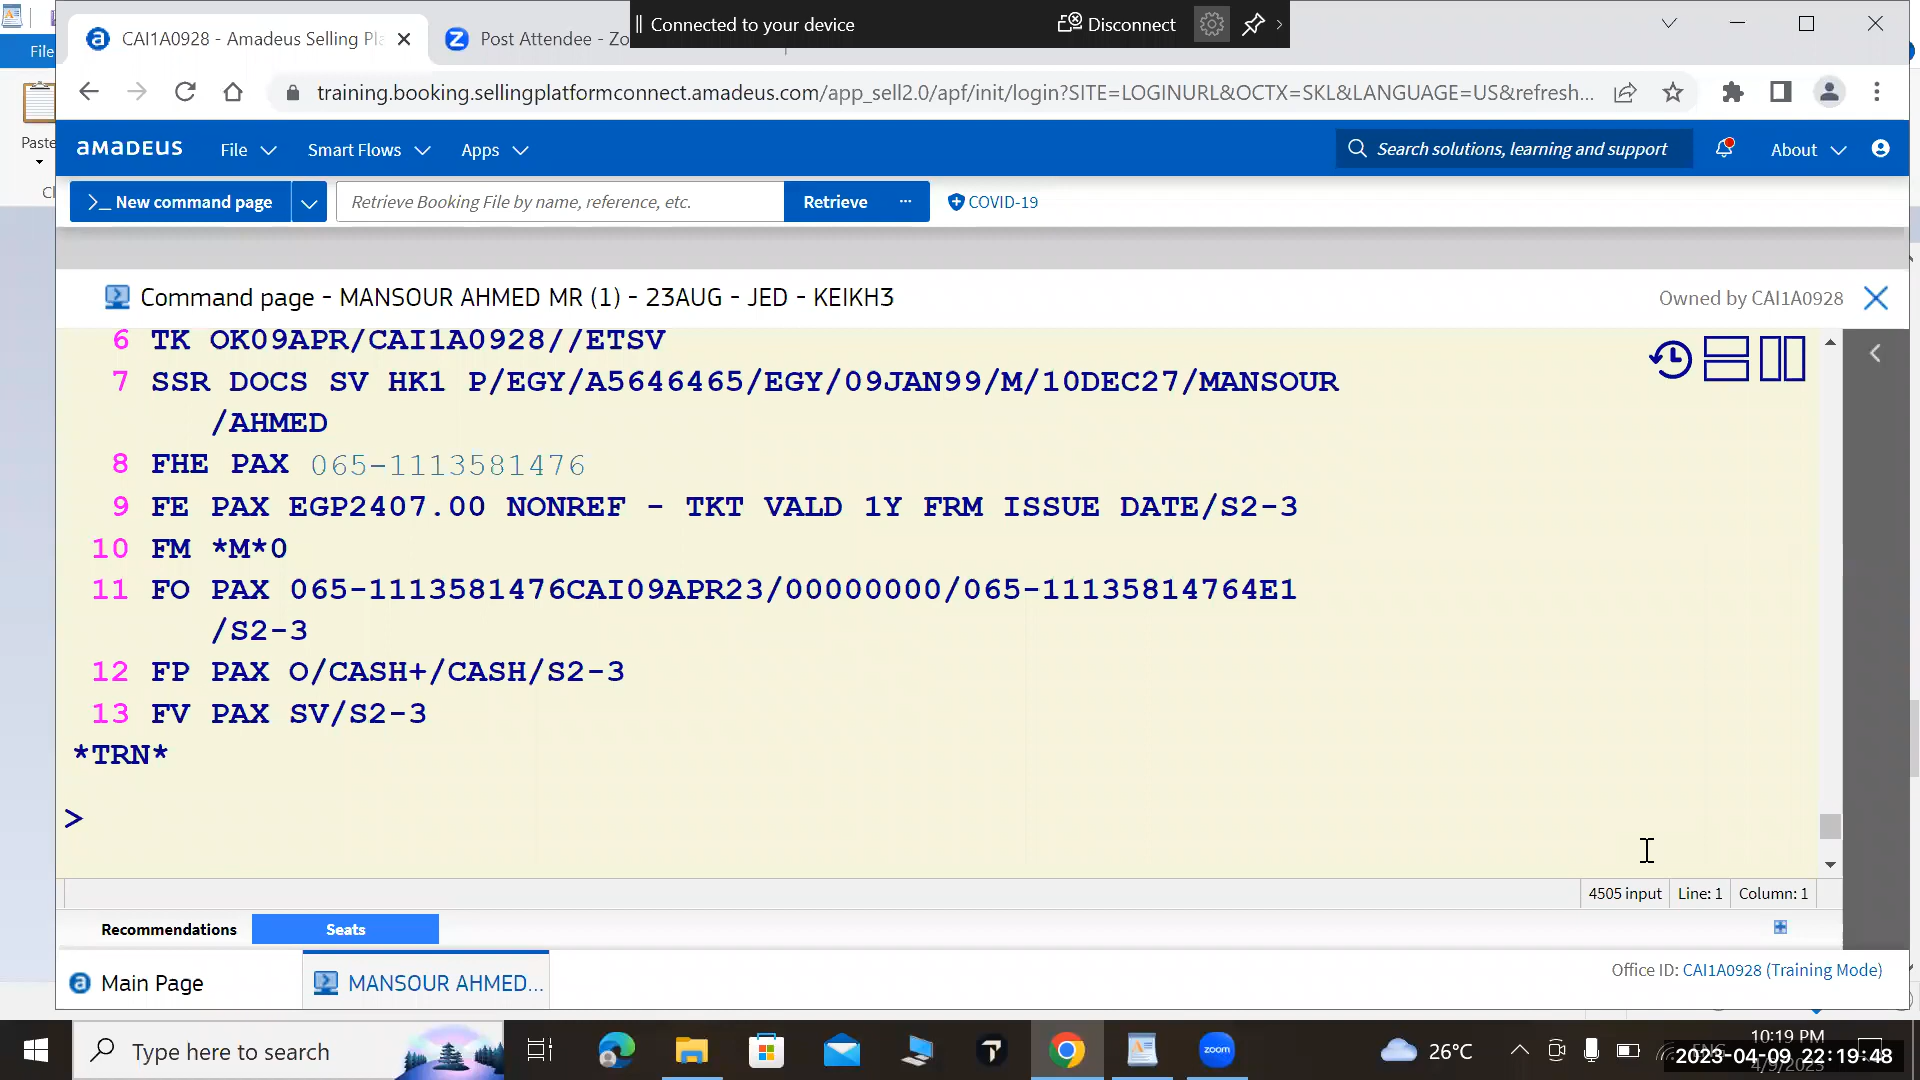 Connected to your device
Disconnect
CAI1A0928 - Amadeus Selling Pla
Post Attendee - Zo
File
training.booking.sellingplatformconnect.amadeus.com/app_sell2.0/apf/init/login?SITE=LOGINURL&OCTX=SKL&LANGUAGE=US&refresh...
Paste
amadeus
File
Smart Flows
Apps
Search solutions, learning and support
About
>_ New command page
Retrieve Booking File by name, reference, etc.
Retrieve
...
COVID-19
Command page - MANSOUR AHMED MR (1) - 23AUG - JED - KEIKH3
Owned by CAI1A0928
6 TK OK09APR/CAI1A0928//ETSV
7 SSR DOCS SV HK1 P/EGY/A5646465/EGY/09JAN99/M/10DEC27/MANSOUR
/AHMED
8 FHE PAX 065-1113581476
9 FE PAX EGP2407.00 NONREF - TKT VALD 1Y FRM ISSUE DATE/S2-3
10 FM *M*0
11 FO PAX 065-1113581476CAI09APR23/00000000/065-11135814764E1
/S2-3
12 FP PAX O/CASH+/CASH/S2-3
13 FV PAX SV/S2-3
*TRN*
>
4505 input
Line: 1
Column: 1
Recommendations
Seats
Main Page
MANSOUR AHMED...
Office ID: CAI1A0928 (Training Mode)
Type here to search
zoom
26°C
10:19 PM
2023-04-09 22:19:48
4/9/2023